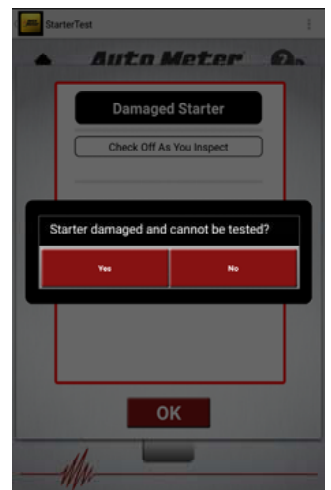 StarterTest
Auto Meter
?
Damaged Starter
Check Off As You Inspect
Starter damaged and cannot be tested?
Yes
No
OK